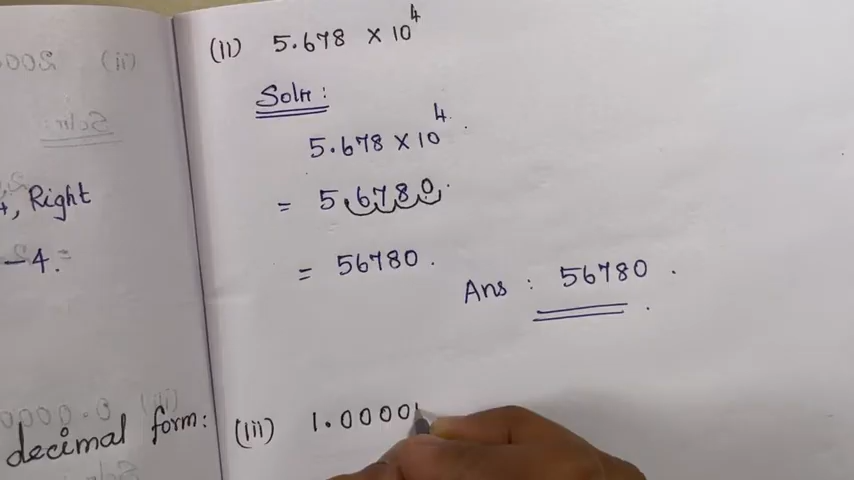 (II) 5.678 × 10⁴
Soln:
5.678 × 10⁴.
= 5.6780.
= 56780.
Ans : 56780.
4, Right
-4.
decimal form:
(III) 1.0000